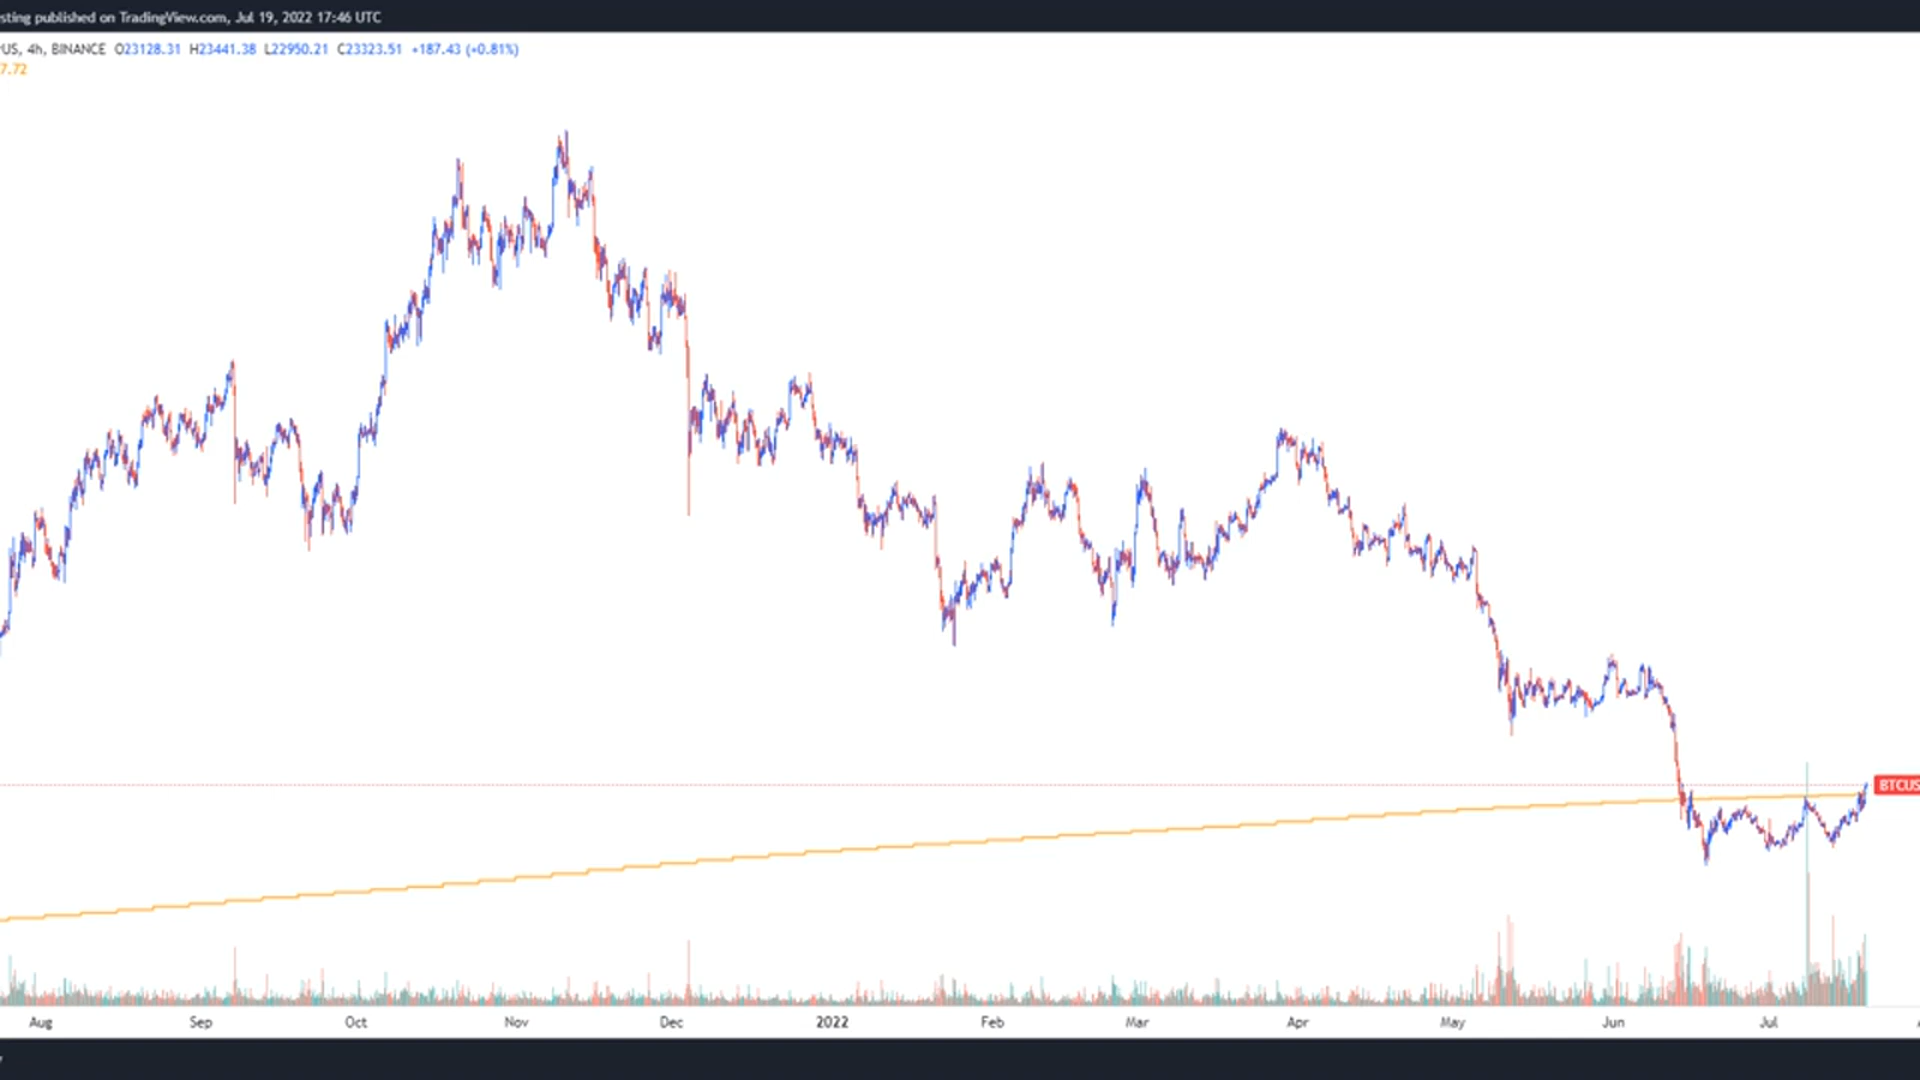 sting published on TradingView.com, Jul 19, 2022 17:46 UTC
US, 4h, BINANCE O23128.31 H23441.38 L22950.21 C23323.51 +187.43 (+0.81%)
7.72
BTCUS
Aug Sep Oct Nov Dec 2022 Feb Mar Apr May Jun Jul